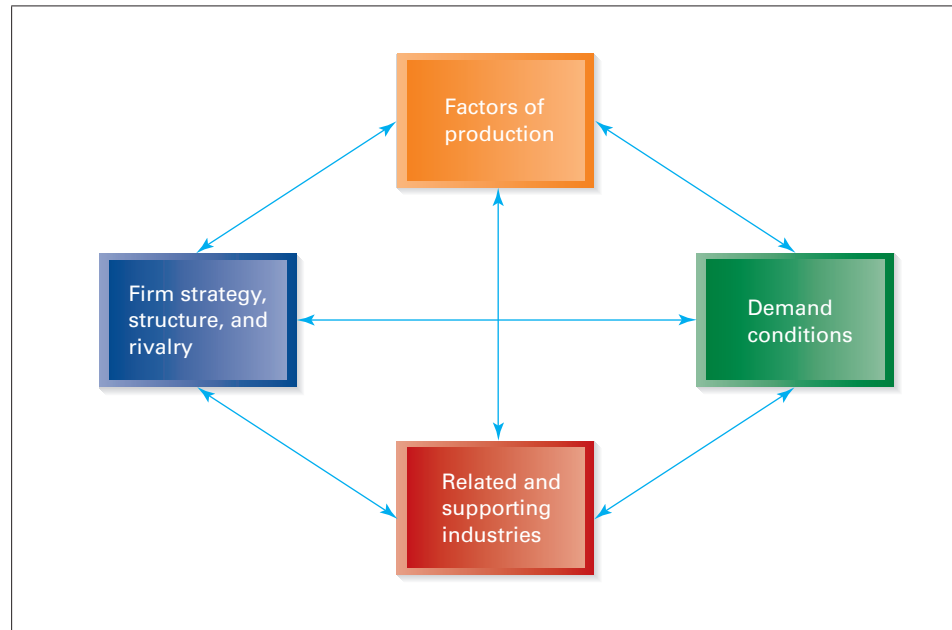 Factors of
production
Firm strategy,
structure, and
rivalry
Demand
conditions
Related and
supporting
industries